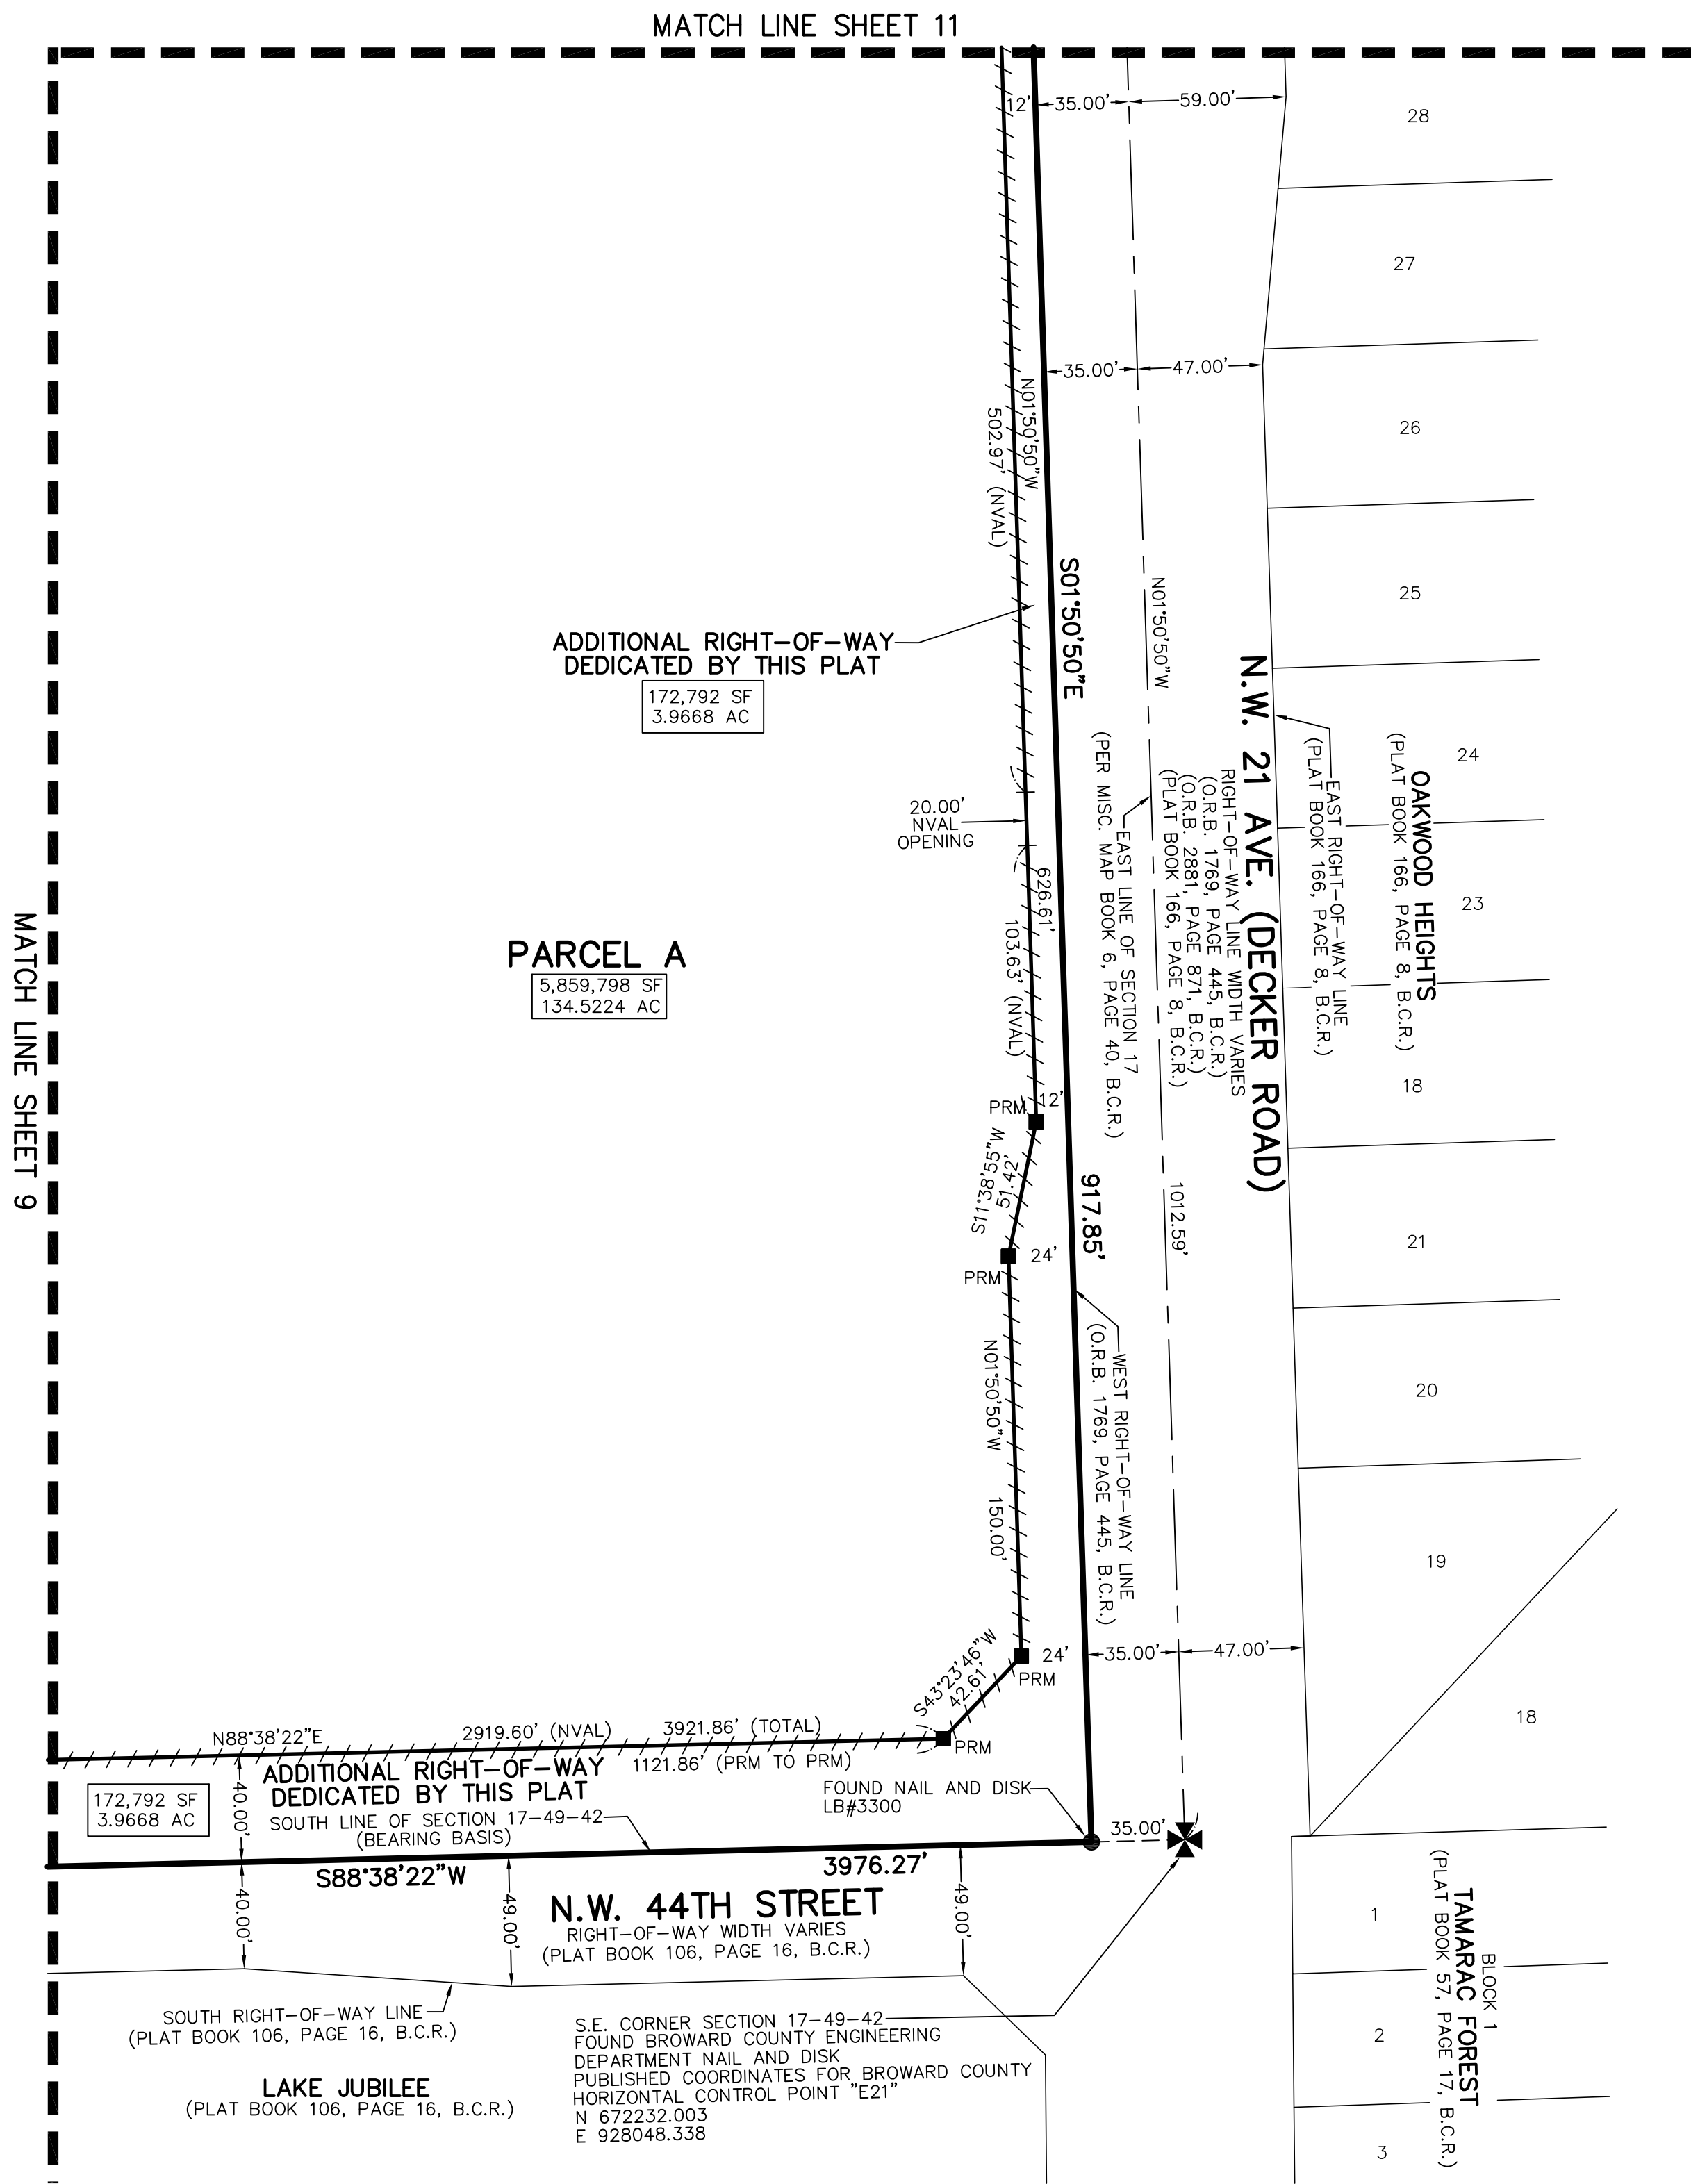 MATCH LINE SHEET 11
12'
35.00'
59.00'
28
27
35.00'
47.00'
N01°50'50"W
502.97' (NVAL)
26
25
S01°50'50"E
N01°50'50"W
ADDITIONAL RIGHT-OF-WAY
DEDICATED BY THIS PLAT
172,792 SF
3.9668 AC
N.W. 21 AVE. (DECKER ROAD)
RIGHT-OF-WAY LINE WIDTH VARIES
(O.R.B. 1769, PAGE 445, B.C.R.)
(O.R.B. 2881, PAGE 871, B.C.R.)
(PLAT BOOK 166, PAGE 8, B.C.R.)
EAST LINE OF SECTION 17
(PER MISC. MAP BOOK 6, PAGE 40, B.C.R.)
EAST RIGHT-OF-WAY LINE
(PLAT BOOK 166, PAGE 8, B.C.R.)
OAKWOOD HEIGHTS
(PLAT BOOK 166, PAGE 8, B.C.R.)
24
20.00'
NVAL
OPENING
626.61'
103.63' (NVAL)
23
PARCEL A
5,859,798 SF
134.5224 AC
MATCH LINE SHEET 9
18
PRM
12'
S11°38'55"W
51.42'
24'
PRM
917.85'
1012.59'
21
WEST RIGHT-OF-WAY LINE
(O.R.B. 1769, PAGE 445, B.C.R.)
N01°50'50"W
150.00'
20
19
24'
PRM
35.00'
47.00'
S43°23'46"W
42.61'
PRM
18
N88°38'22"E
2919.60' (NVAL)
3921.86' (TOTAL)
1121.86' (PRM TO PRM)
ADDITIONAL RIGHT-OF-WAY
DEDICATED BY THIS PLAT
172,792 SF
3.9668 AC
40.00'
SOUTH LINE OF SECTION 17-49-42
(BEARING BASIS)
FOUND NAIL AND DISK
LB#3300
35.00'
S88°38'22"W
3976.27'
40.00'
49.00'
49.00'
N.W. 44TH STREET
RIGHT-OF-WAY WIDTH VARIES
(PLAT BOOK 106, PAGE 16, B.C.R.)
1
BLOCK 1
TAMARAC FOREST
(PLAT BOOK 57, PAGE 17, B.C.R.)
2
3
SOUTH RIGHT-OF-WAY LINE
(PLAT BOOK 106, PAGE 16, B.C.R.)
LAKE JUBILEE
(PLAT BOOK 106, PAGE 16, B.C.R.)
S.E. CORNER SECTION 17-49-42
FOUND BROWARD COUNTY ENGINEERING
DEPARTMENT NAIL AND DISK
PUBLISHED COORDINATES FOR BROWARD COUNTY
HORIZONTAL CONTROL POINT "E21"
N 672232.003
E 928048.338